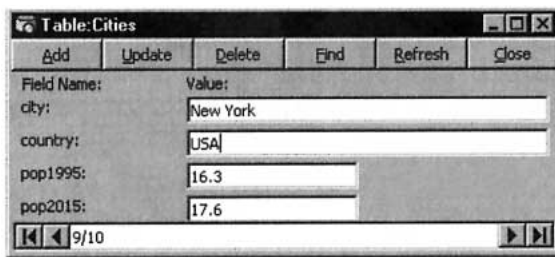 Table:Cities
Add Update Delete Find Refresh Close
Field Name: Value:
city: New York
country: USA
pop1995: 16.3
pop2015: 17.6
9/10